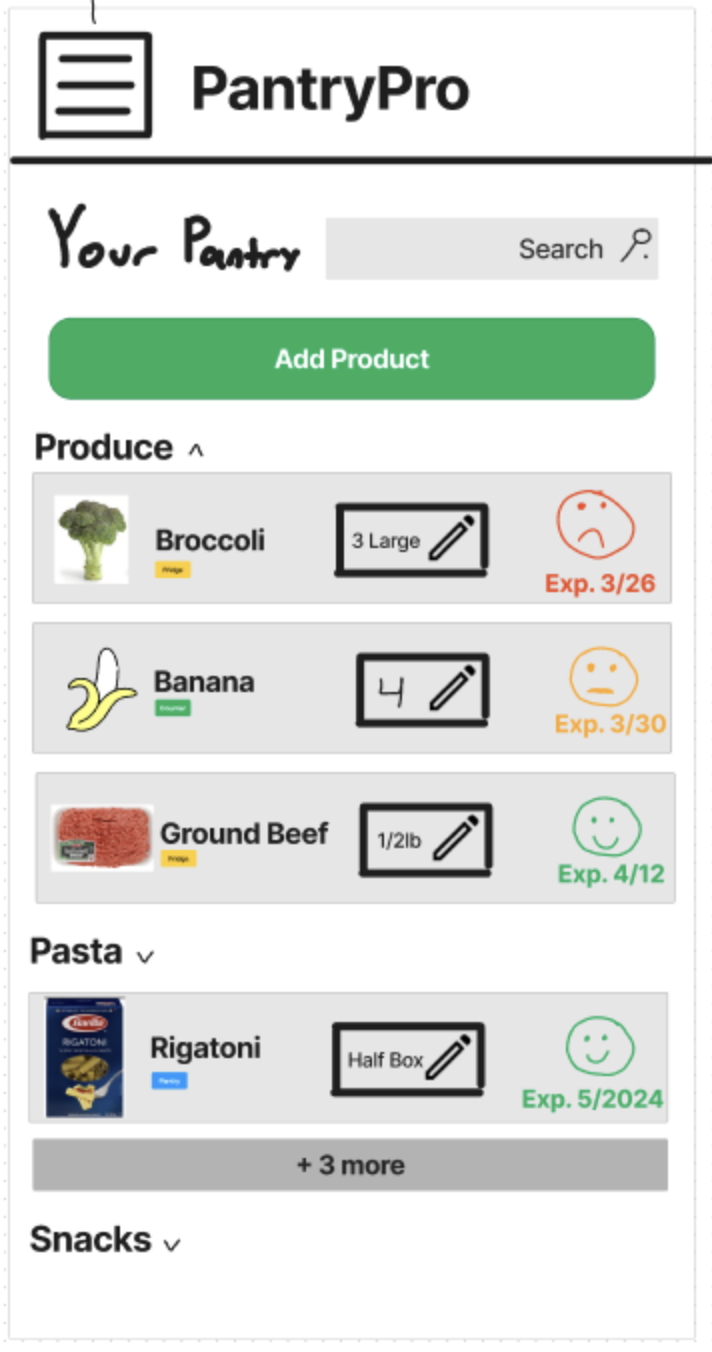 PantryPro
Your Pantry
Search
Add Product
Produce ^
Broccoli
Fridge
3 Large
Exp. 3/26
Banana
Counter
4
Exp. 3/30
Ground Beef
Fridge
1/2lb
Exp. 4/12
Pasta
Barilla
RIGATONI
Rigatoni
Pantry
Half Box
Exp. 5/2024
+ 3 more
Snacks